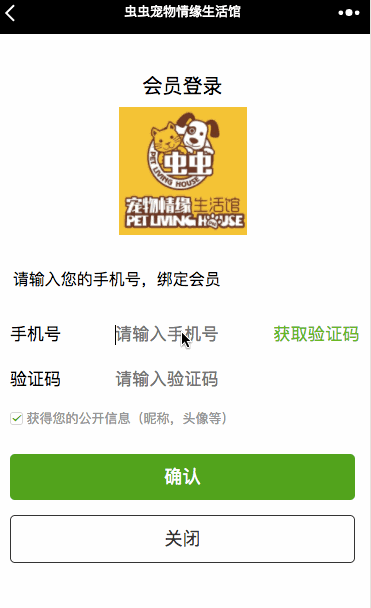 虫虫宠物情缘生活馆
会员登录
虫虫
PET LIVING HOUSE
宠物情缘生活馆
PET LIVING HOUSE
请输入您的手机号，绑定会员
手机号 请输入手机号 获取验证码
验证码 请输入验证码
获得您的公开信息（昵称，头像等）
确认
关闭